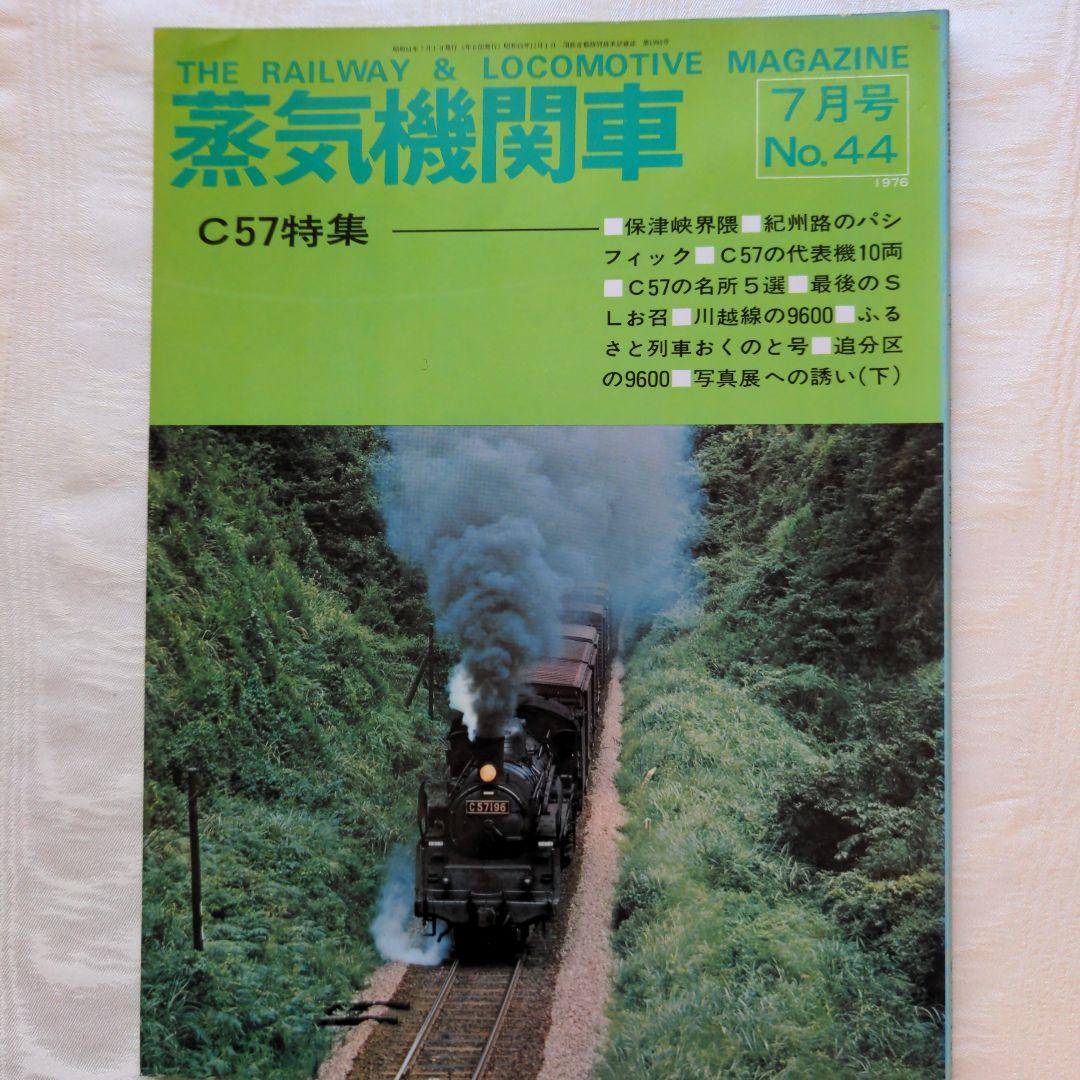 THE RAILWAY & LOCOMOTIVE MAGAZINE
蒸気機関車
7月号
No.44
1976
C57特集
■保津峡界隈■紀州路のパシ
フィック■C57の代表機10両
■C57の名所5選■最後のS
Lお召■川越線の9600■ふる
さと列車おくのと号■追分区
の9600■写真展への誘い(下)
C57196